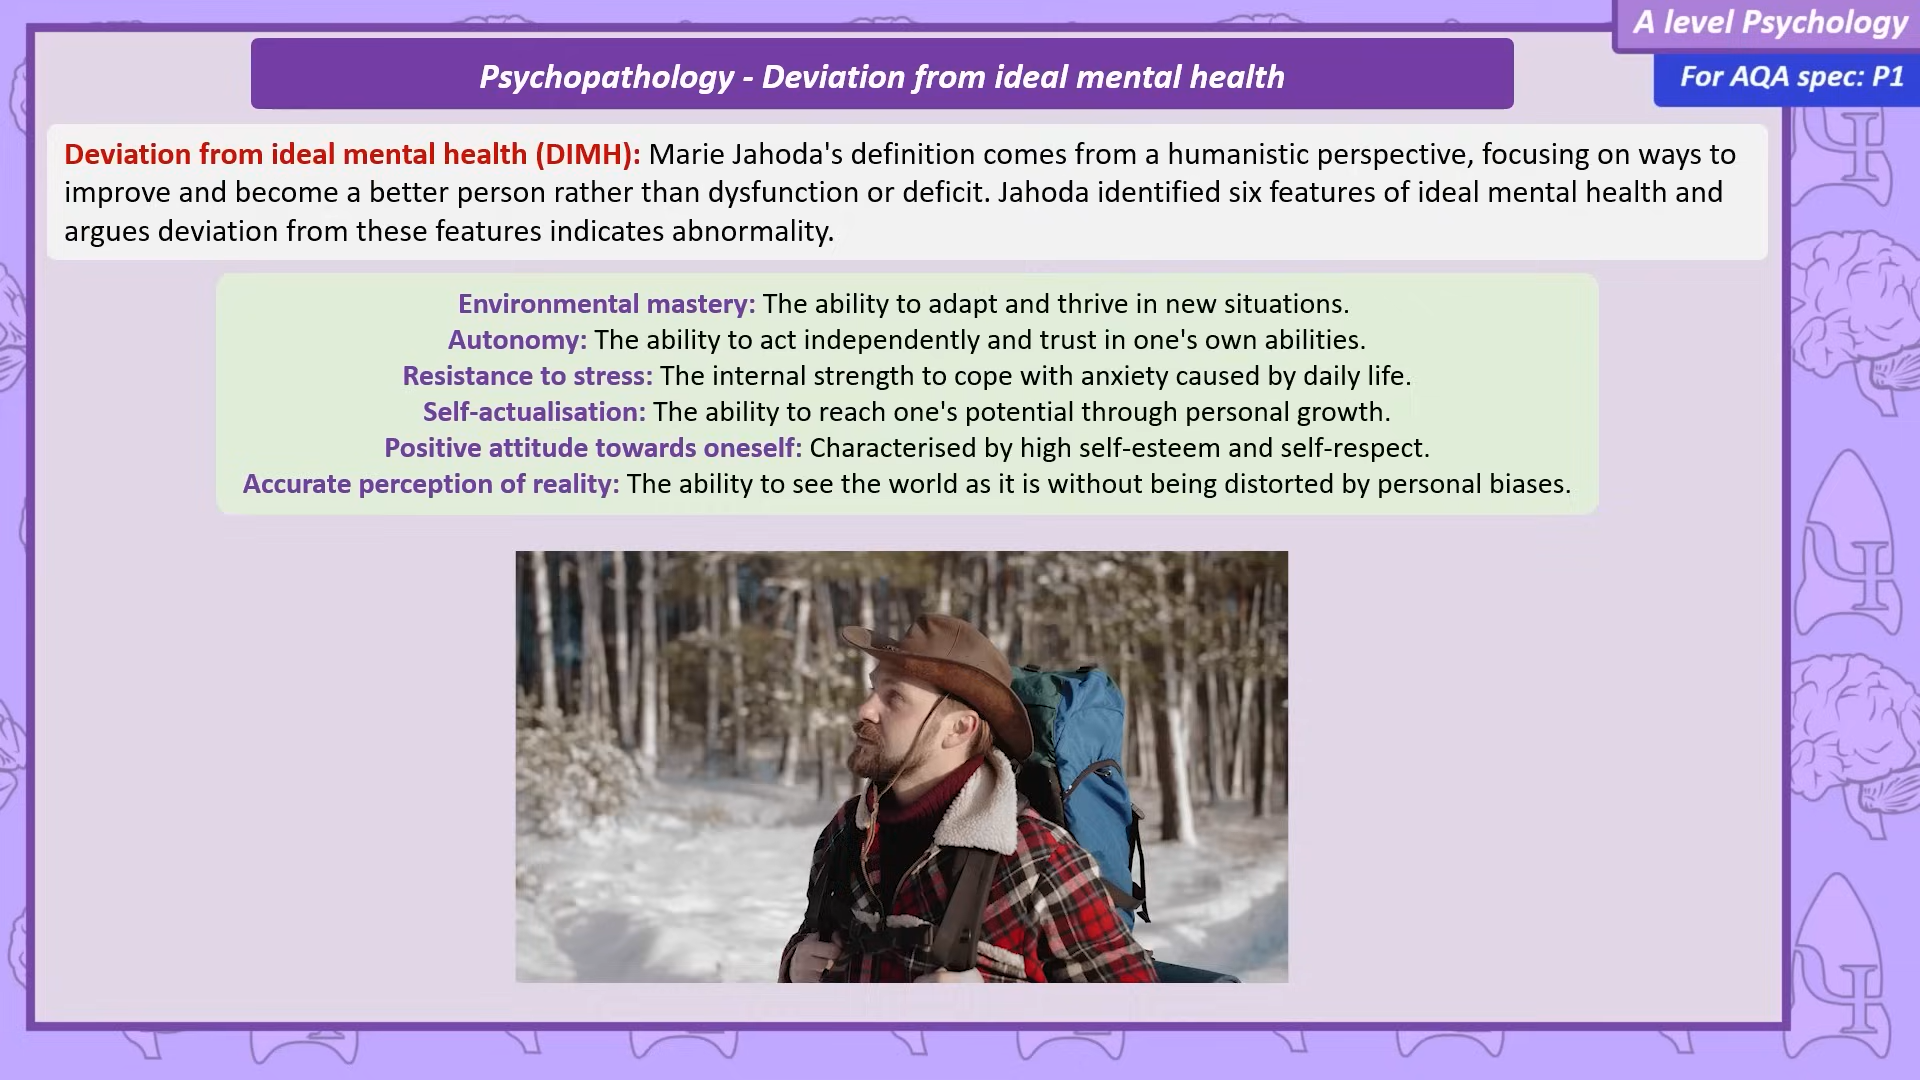 A level Psychology
For AQA spec: P1
Psychopathology - Deviation from ideal mental health
Deviation from ideal mental health (DIMH): Marie Jahoda's definition comes from a humanistic perspective, focusing on ways to
improve and become a better person rather than dysfunction or deficit. Jahoda identified six features of ideal mental health and
argues deviation from these features indicates abnormality.
Environmental mastery: The ability to adapt and thrive in new situations.
Autonomy: The ability to act independently and trust in one's own abilities.
Resistance to stress: The internal strength to cope with anxiety caused by daily life.
Self-actualisation: The ability to reach one's potential through personal growth.
Positive attitude towards oneself: Characterised by high self-esteem and self-respect.
Accurate perception of reality: The ability to see the world as it is without being distorted by personal biases.